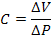 C = ΔV / ΔP